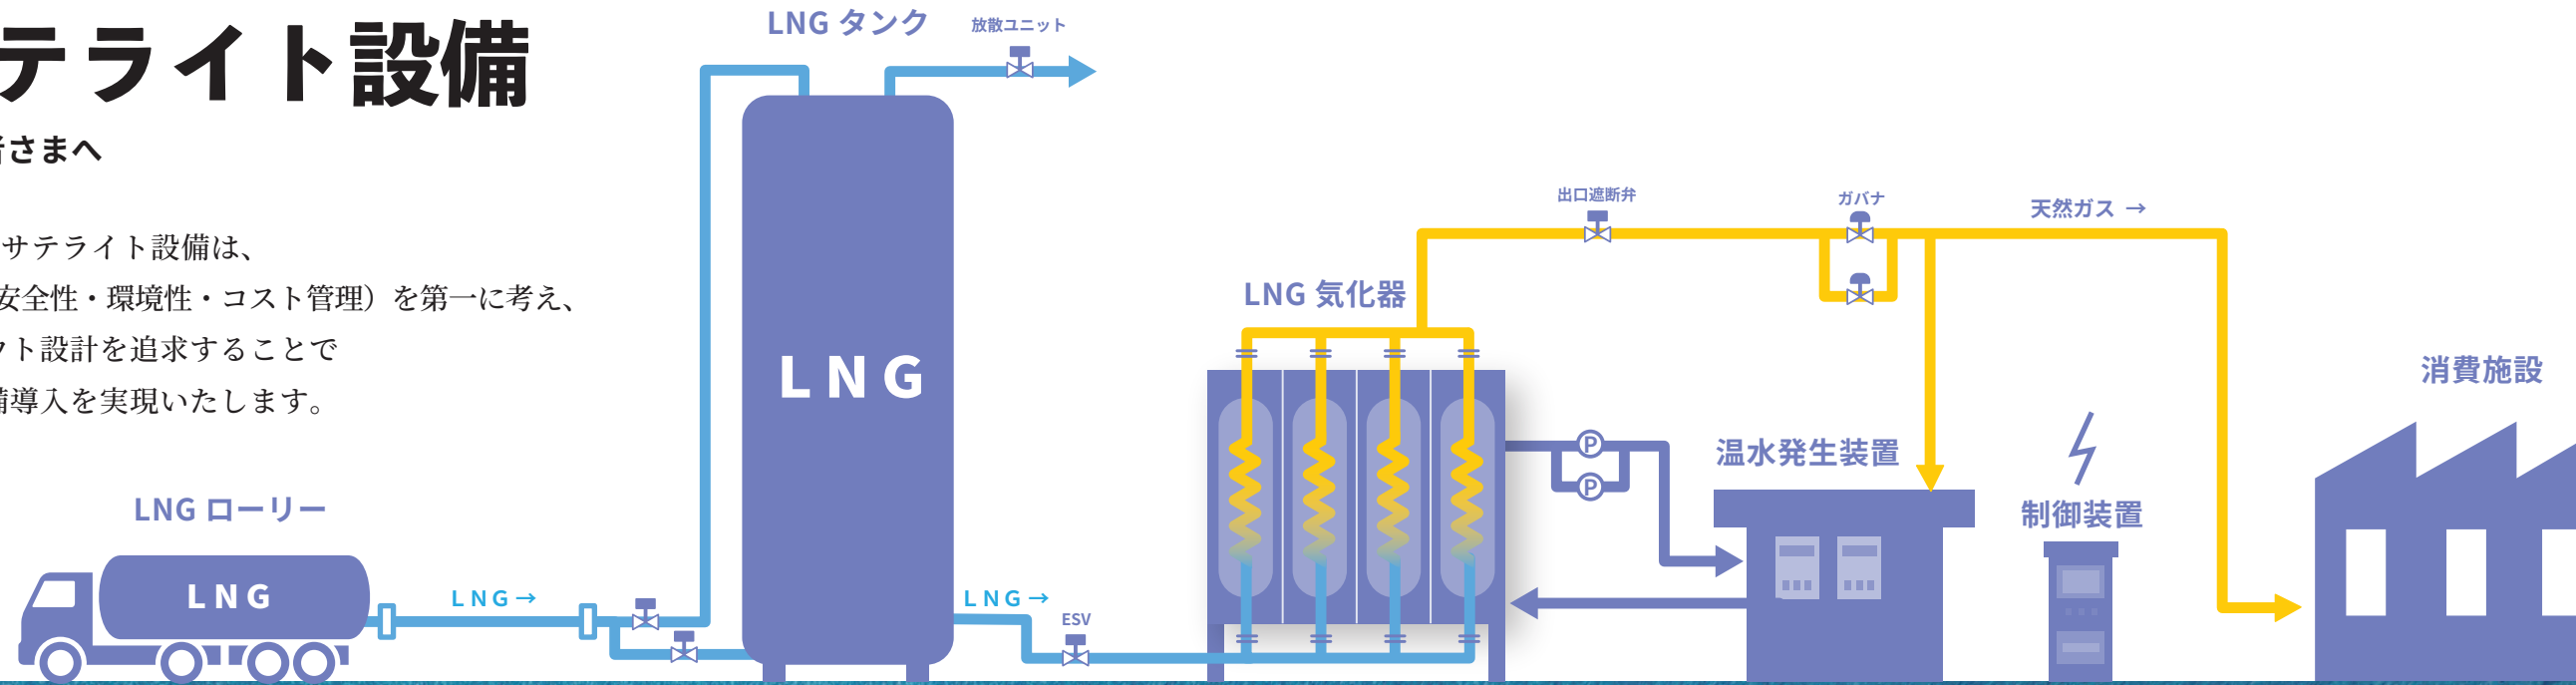 テライト設備
さまへ
サテライト設備は、
安全性・環境性・コスト管理）を第一に考え、
ト設計を追求することで
導入を実現いたします。
LNG タンク
放散ユニット
LNG
LNG ローリー
LNG
LNG→
LNG→
ESV
LNG 気化器
出口遮断弁
ガバナ
天然ガス →
P
P
温水発生装置
制御装置
消費施設